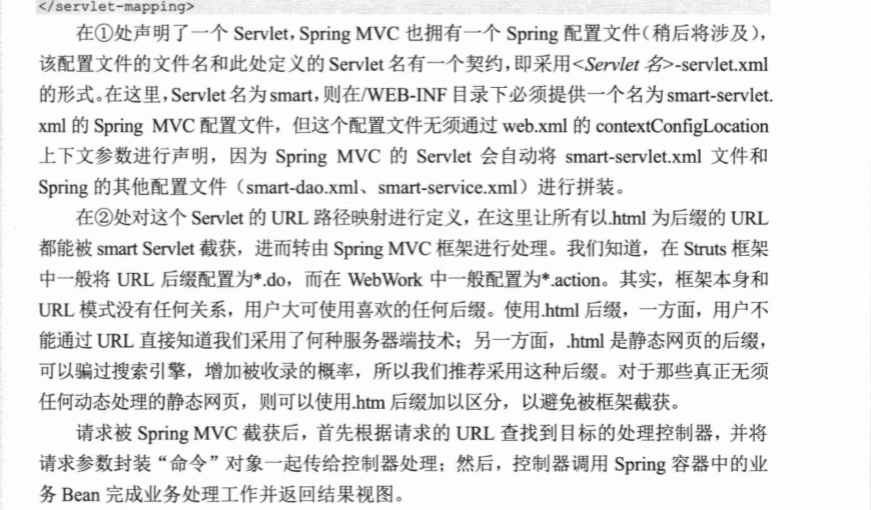 </servlet-mapping>
在①处声明了一个 Servlet，Spring MVC 也拥有一个 Spring 配置文件（稍后将涉及），
该配置文件的文件名和此处定义的 Servlet 名有一个契约，即采用<Servlet 名>-servlet.xml
的形式。在这里，Servlet 名为 smart，则在/WEB-INF 目录下必须提供一个名为 smart-servlet.
xml 的 Spring MVC 配置文件，但这个配置文件无须通过 web.xml 的 contextConfigLocation
上下文参数进行声明，因为 Spring MVC 的 Servlet 会自动将 smart-servlet.xml 文件和
Spring 的其他配置文件（smart-dao.xml、smart-service.xml）进行拼装。
在②处对这个 Servlet 的 URL 路径映射进行定义，在这里让所有以.html 为后缀的 URL
都能被 smart Servlet 截获，进而转由 Spring MVC 框架进行处理。我们知道，在 Struts 框架
中一般将 URL 后缀配置为*.do，而在 WebWork 中一般配置为*.action。其实，框架本身和
URL 模式没有任何关系，用户大可使用喜欢的任何后缀。使用.html 后缀，一方面，用户不
能通过 URL 直接知道我们采用了何种服务器端技术；另一方面，.html 是静态网页的后缀，
可以骗过搜索引擎，增加被收录的概率，所以我们推荐采用这种后缀。对于那些真正无须
任何动态处理的静态网页，则可以使用.htm 后缀加以区分，以避免被框架截获。
请求被 Spring MVC 截获后，首先根据请求的 URL 查找到目标的处理控制器，并将
请求参数封装“命令”对象一起传给控制器处理；然后，控制器调用 Spring 容器中的业
务 Bean 完成业务处理工作并返回结果视图。